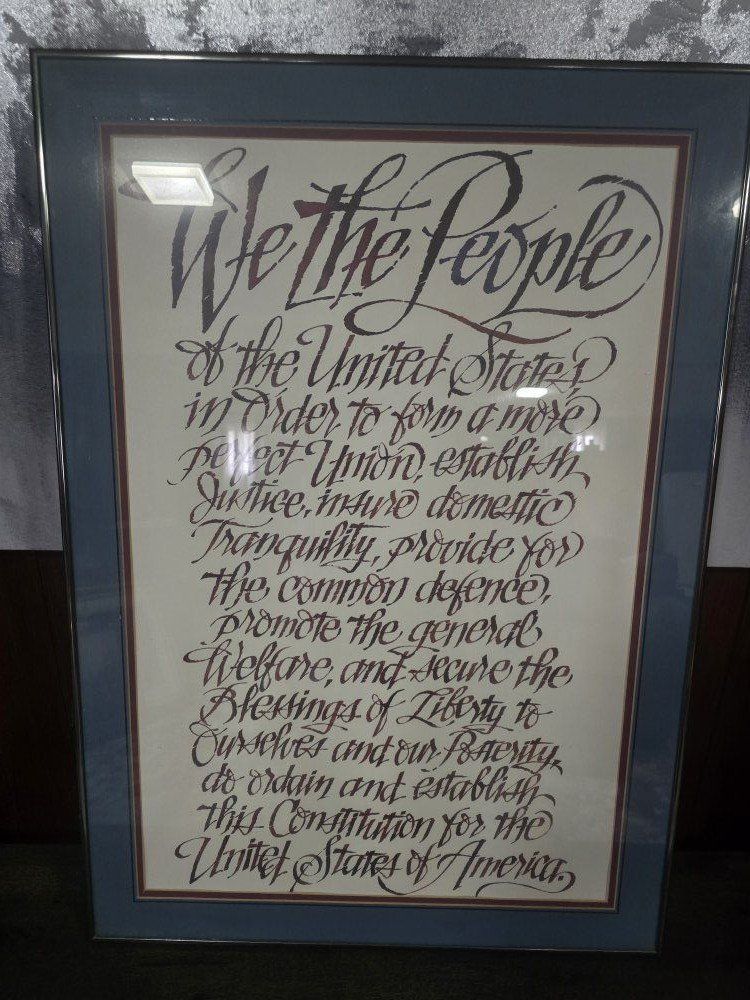 We the People
of the United States,
in Order to form a more
perfect Union, establish
Justice, insure domestic
Tranquility, provide for
the common defence,
promote the general
Welfare, and secure the
Blessings of Liberty to
Ourselves and our Posterity,
do ordain and establish
this Constitution for the
United States of America.